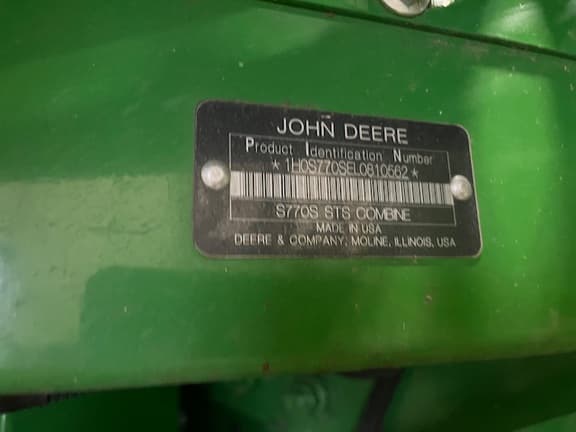 JOHN DEERE
Product Identification Number
*1H0S770SEL0810562*
S770S STS COMBINE
MADE IN USA
DEERE & COMPANY, MOLINE, ILLINOIS, USA